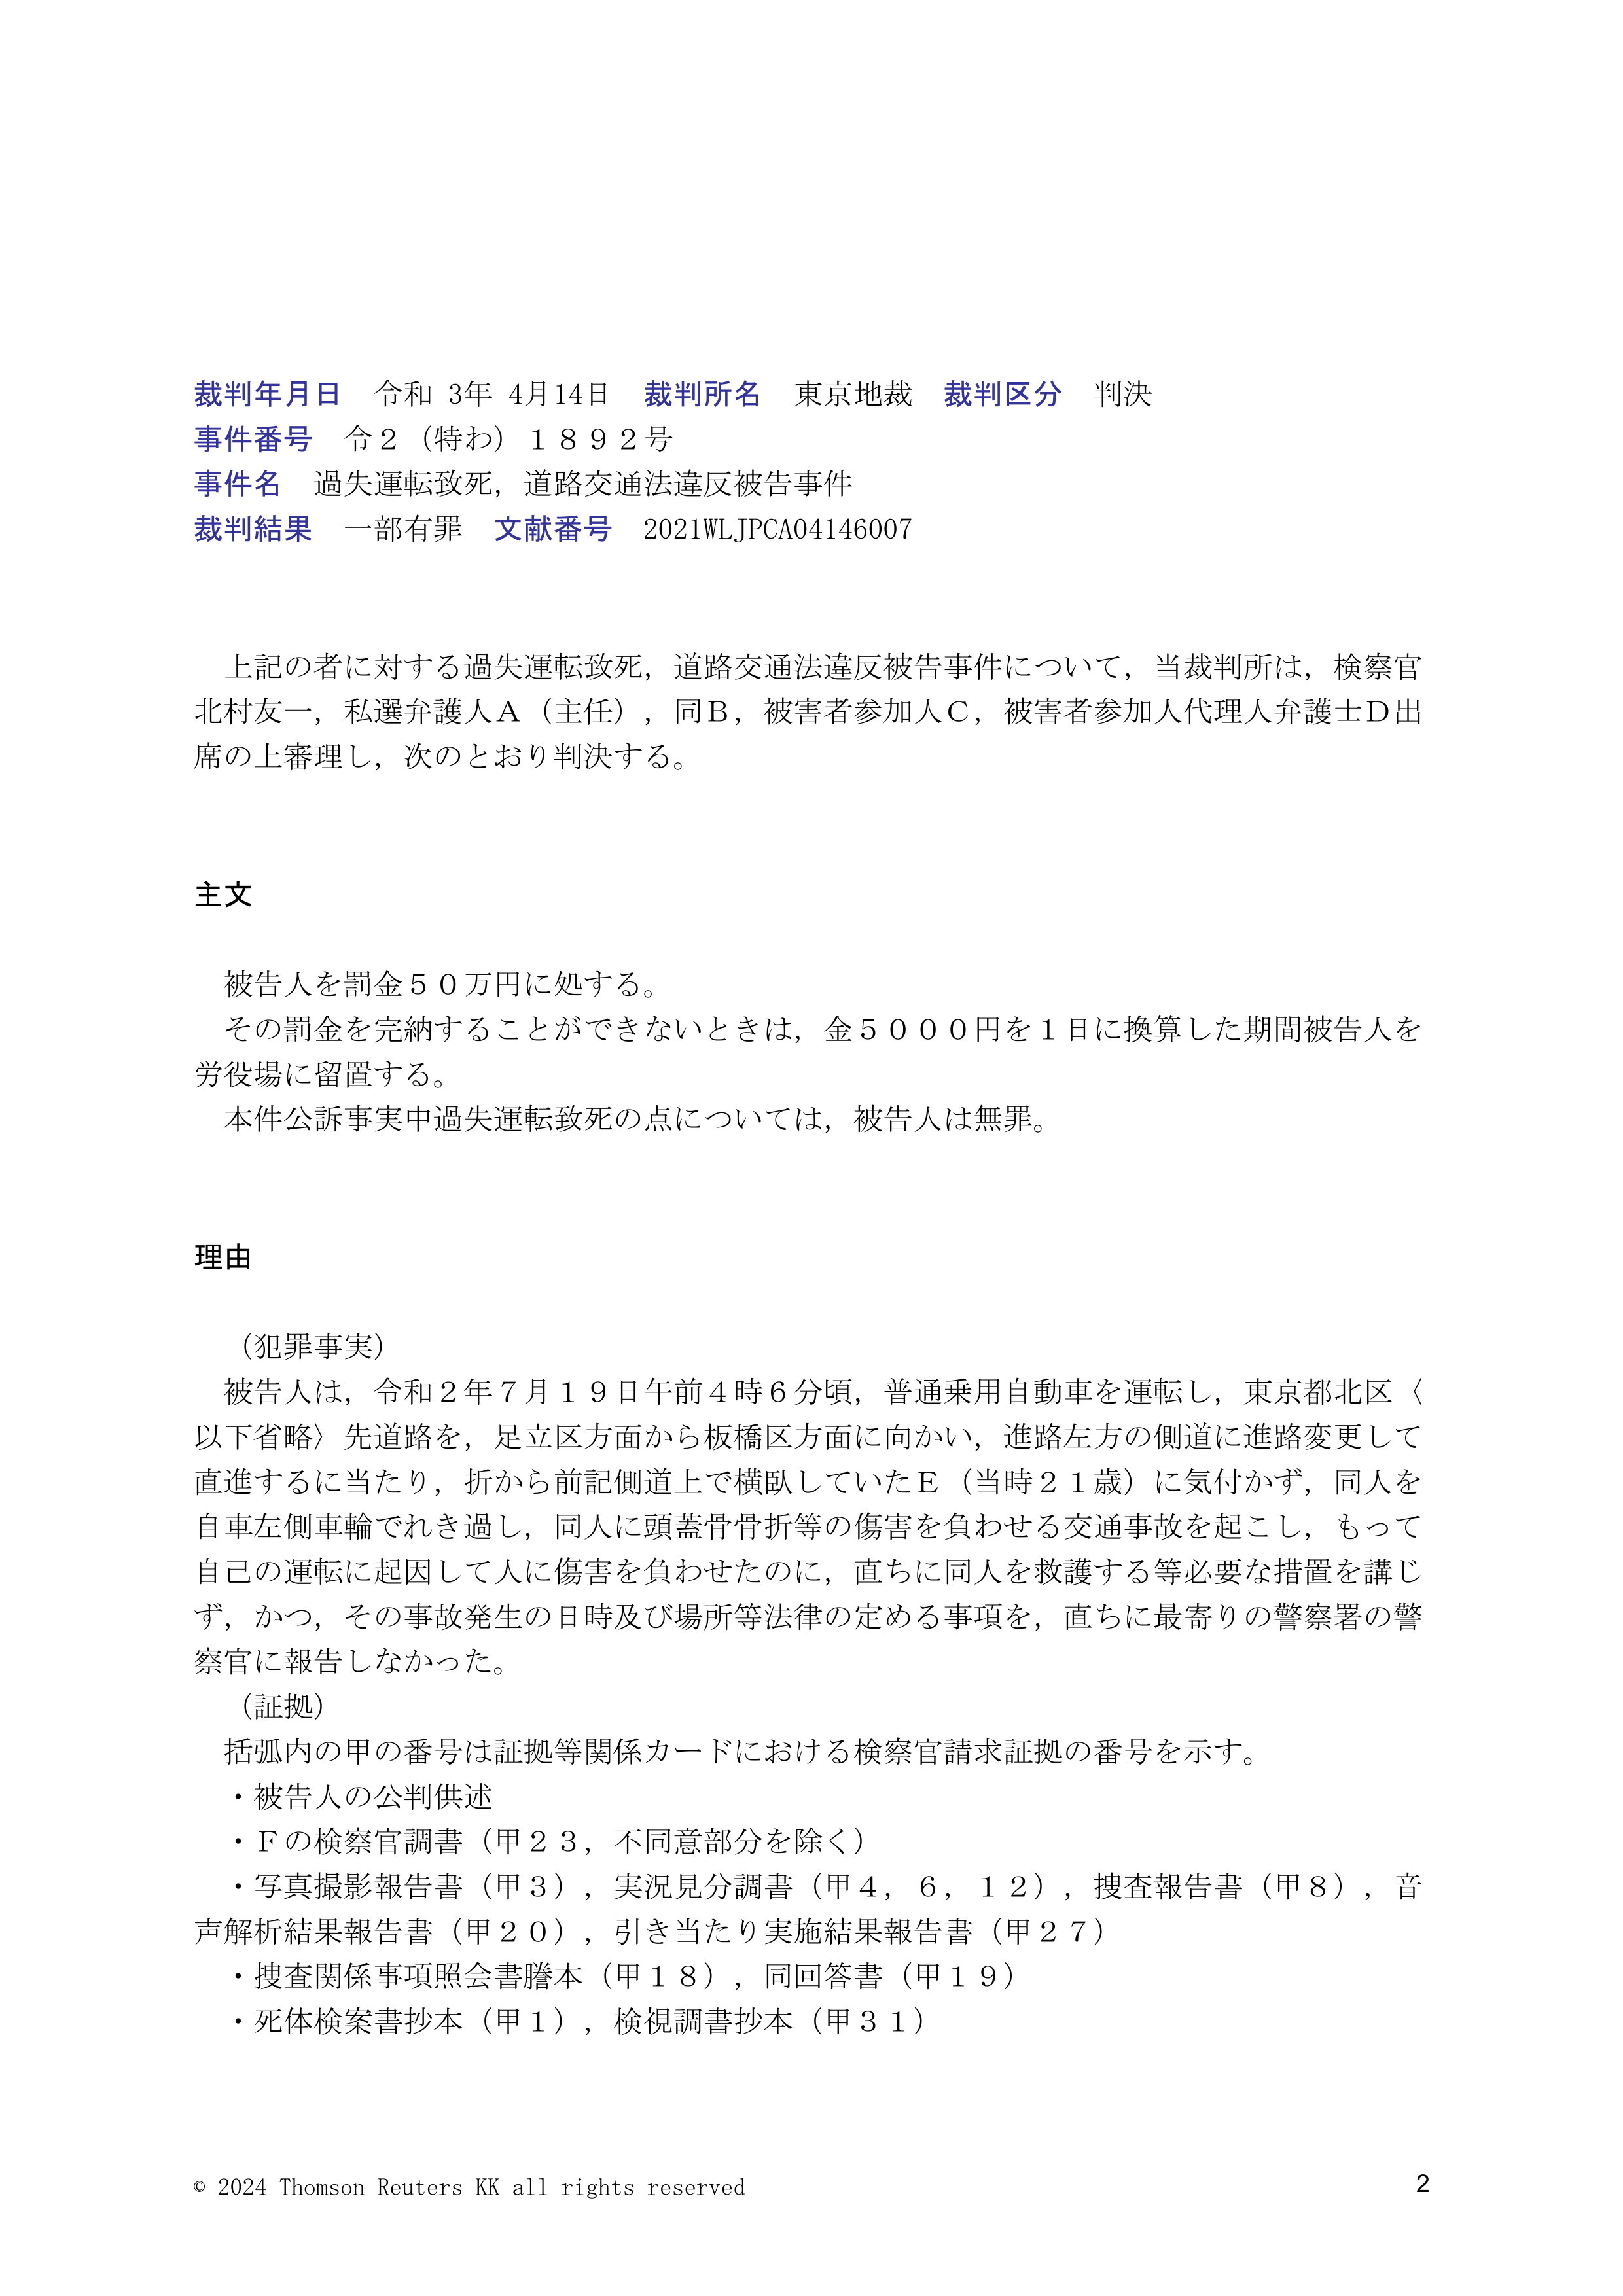 裁判年月日　令和 3年 4月14日　裁判所名　東京地裁　裁判区分　判決
事件番号　令２（特わ）１８９２号
事件名　過失運転致死，道路交通法違反被告事件
裁判結果　一部有罪　文献番号　2021WLJPCA04146007
　上記の者に対する過失運転致死，道路交通法違反被告事件について，当裁判所は，検察官
北村友一，私選弁護人Ａ（主任），同Ｂ，被害者参加人Ｃ，被害者参加人代理人弁護士Ｄ出
席の上審理し，次のとおり判決する。
主文
　被告人を罰金５０万円に処する。
　その罰金を完納することができないときは，金５０００円を１日に換算した期間被告人を
労役場に留置する。
　本件公訴事実中過失運転致死の点については，被告人は無罪。
理由
　（犯罪事実）
　被告人は，令和２年７月１９日午前４時６分頃，普通乗用自動車を運転し，東京都北区〈
以下省略〉先道路を，足立区方面から板橋区方面に向かい，進路左方の側道に進路変更して
直進するに当たり，折から前記側道上で横臥していたＥ（当時２１歳）に気付かず，同人を
自車左側車輪でれき過し，同人に頭蓋骨骨折等の傷害を負わせる交通事故を起こし，もって
自己の運転に起因して人に傷害を負わせたのに，直ちに同人を救護する等必要な措置を講じ
ず，かつ，その事故発生の日時及び場所等法律の定める事項を，直ちに最寄りの警察署の警
察官に報告しなかった。
　（証拠）
　括弧内の甲の番号は証拠等関係カードにおける検察官請求証拠の番号を示す。
　・被告人の公判供述
　・Ｆの検察官調書（甲２３，不同意部分を除く）
　・写真撮影報告書（甲３），実況見分調書（甲４，６，１２），捜査報告書（甲８），音
声解析結果報告書（甲２０），引き当たり実施結果報告書（甲２７）
　・捜査関係事項照会書謄本（甲１８），同回答書（甲１９）
　・死体検案書抄本（甲１），検視調書抄本（甲３１）
© 2024 Thomson Reuters KK all rights reserved
2